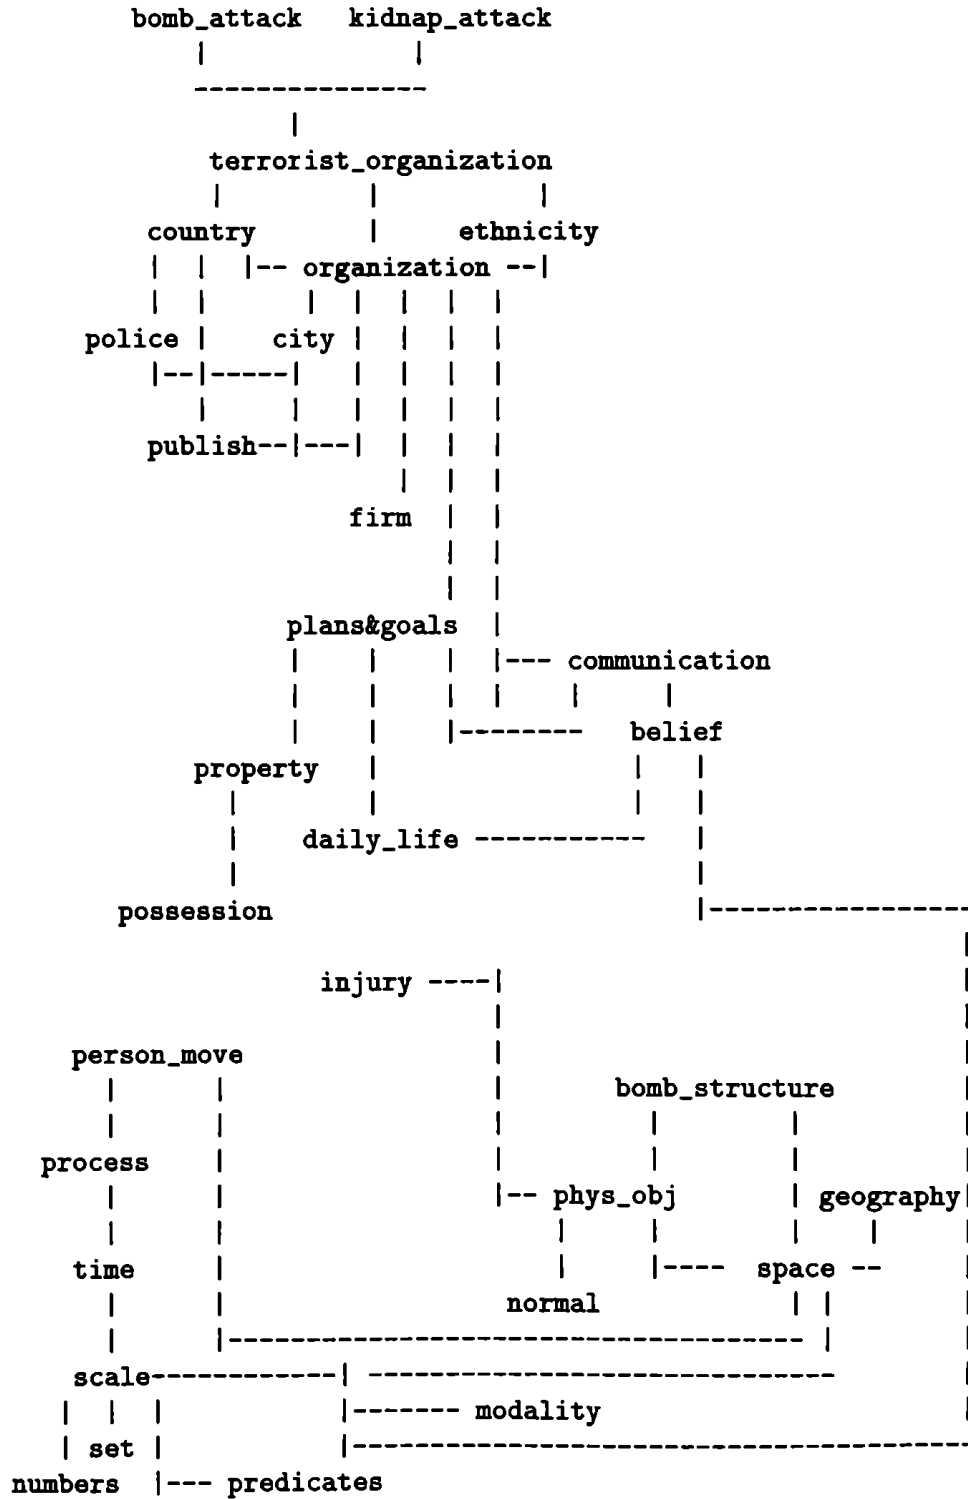 bomb_attack kidnap_attack
terrorist_organization
country ethnicity
organization
police city
publish
firm
plans&goals
communication
belief
property
daily_life
possession
injury
person_move
bomb_structure
process
phys_obj geography
time space
normal
scale
modality
set
numbers predicates